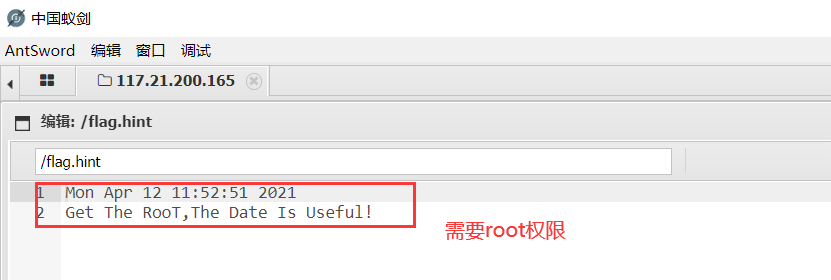 中国蚁剑
AntSword 编辑 窗口 调试
117.21.200.165
编辑: /flag.hint
/flag.hint
1 Mon Apr 12 11:52:51 2021
2 Get The RooT,The Date Is Useful!
需要root权限